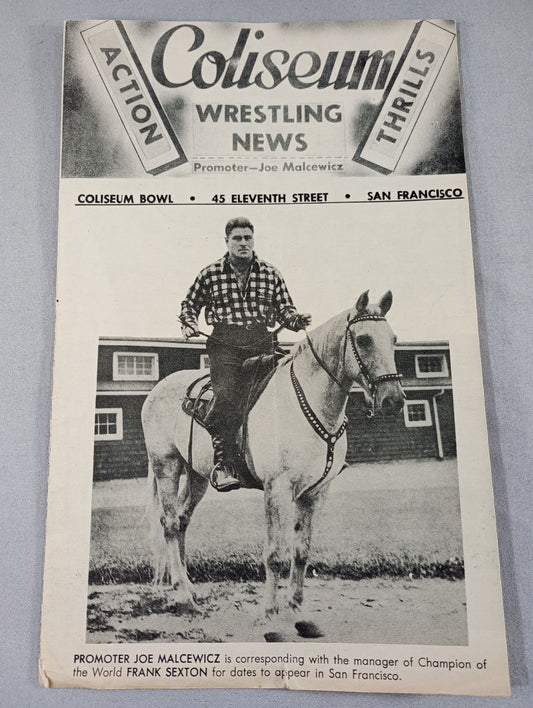 Coliseum
ACTION
THRILLS
WRESTLING
NEWS
Promoter—Joe Malcewicz
COLISEUM BOWL • 45 ELEVENTH STREET • SAN FRANCISCO
PROMOTER JOE MALCEWICZ is corresponding with the manager of Champion of
the World FRANK SEXTON for dates to appear in San Francisco.